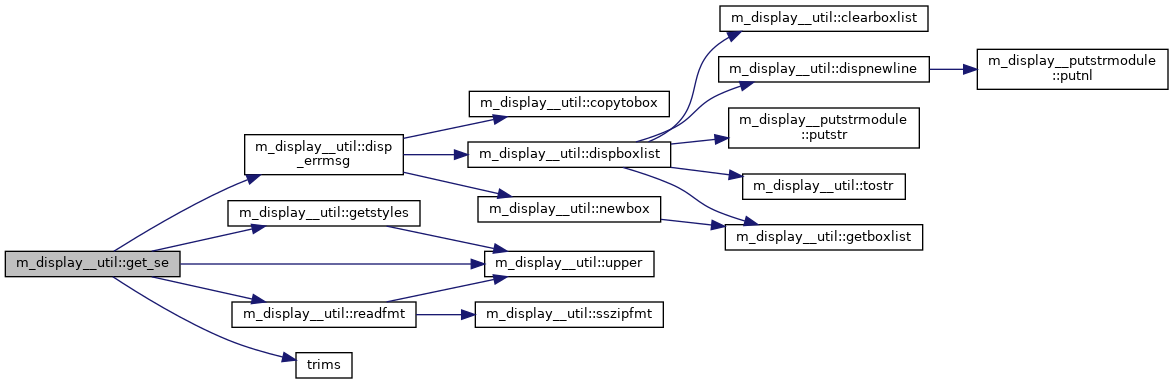 m_display__util::clearboxlist
m_display__util::dispnewline
m_display__putstrmodule
::putnl
m_display__util::copytobox
m_display__putstrmodule
::putstr
m_display__util::disp
_errmsg
m_display__util::dispboxlist
m_display__util::tostr
m_display__util::getstyles
m_display__util::newbox
m_display__util::getboxlist
m_display__util::get_se
m_display__util::upper
m_display__util::readfmt
m_display__util::sszipfmt
trims